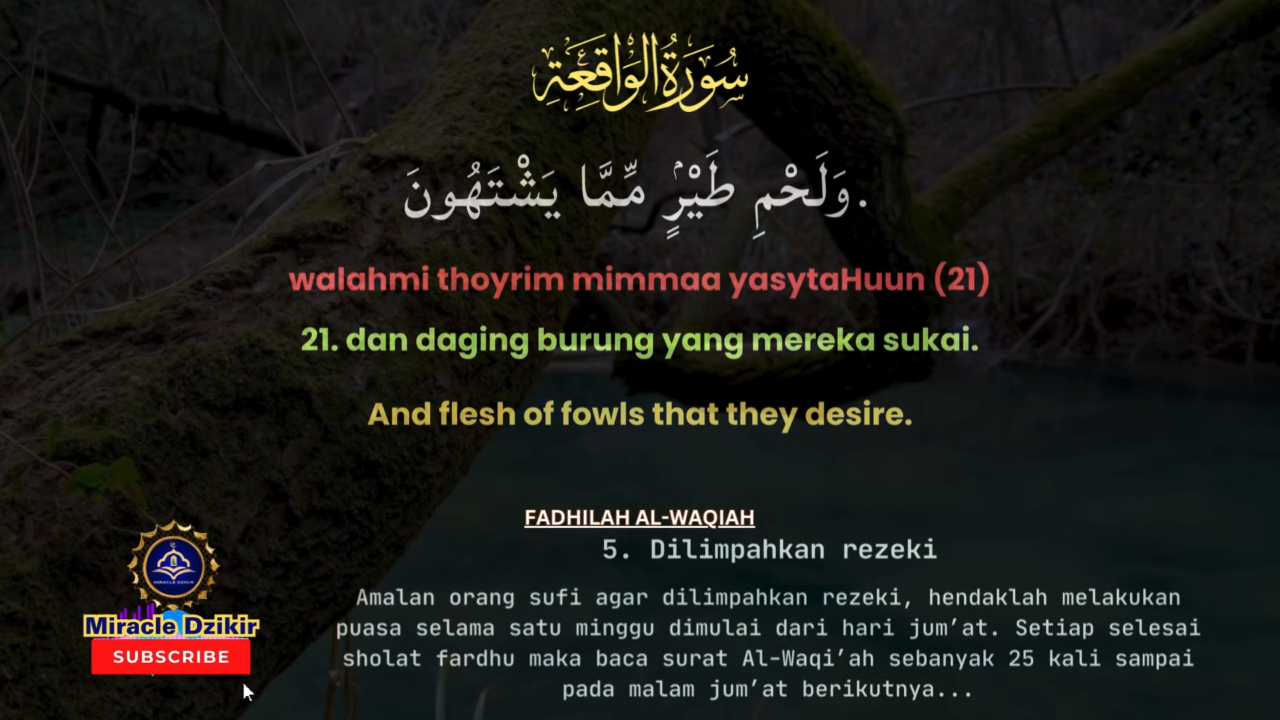 سُورَةُ الْوَاقِعَةِ
وَلَحْمِ طَيْرٍۢ مِّمَّا يَشْتَهُونَ.
walahmi thoyrim mimmaa yasytaHuun (21)
21. dan daging burung yang mereka sukai.
And flesh of fowls that they desire.
FADHILAH AL-WAQIAH
5. Dilimpahkan rezeki
Amalan orang sufi agar dilimpahkan rezeki, hendaklah melakukan
puasa selama satu minggu dimulai dari hari jum’at. Setiap selesai
sholat fardhu maka baca surat Al-Waqi’ah sebanyak 25 kali sampai
pada malam jum’at berikutnya...
MIRACLE DZIKIR
Miracle Dzikir
SUBSCRIBE